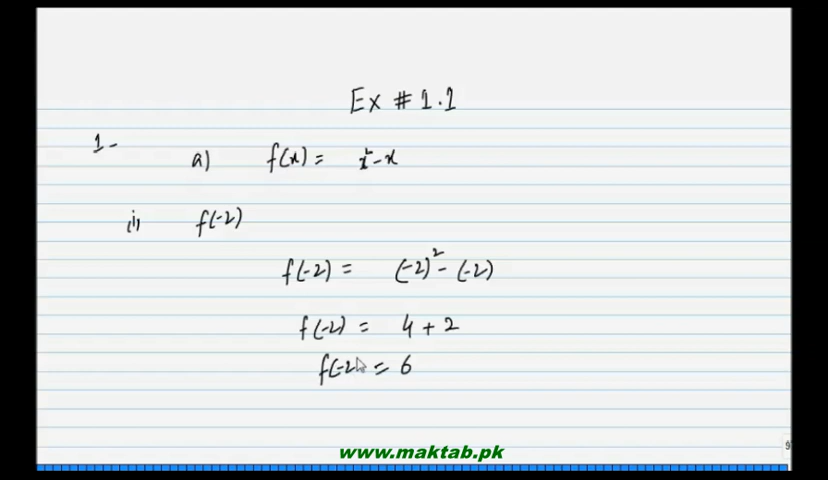 Ex # 1.1
1-
a) f(x) = x² - x
(i) f(-2)
f(-2) = (-2)² - (-2)
f(-2) = 4 + 2
f(-2 = 6
www.maktab.pk